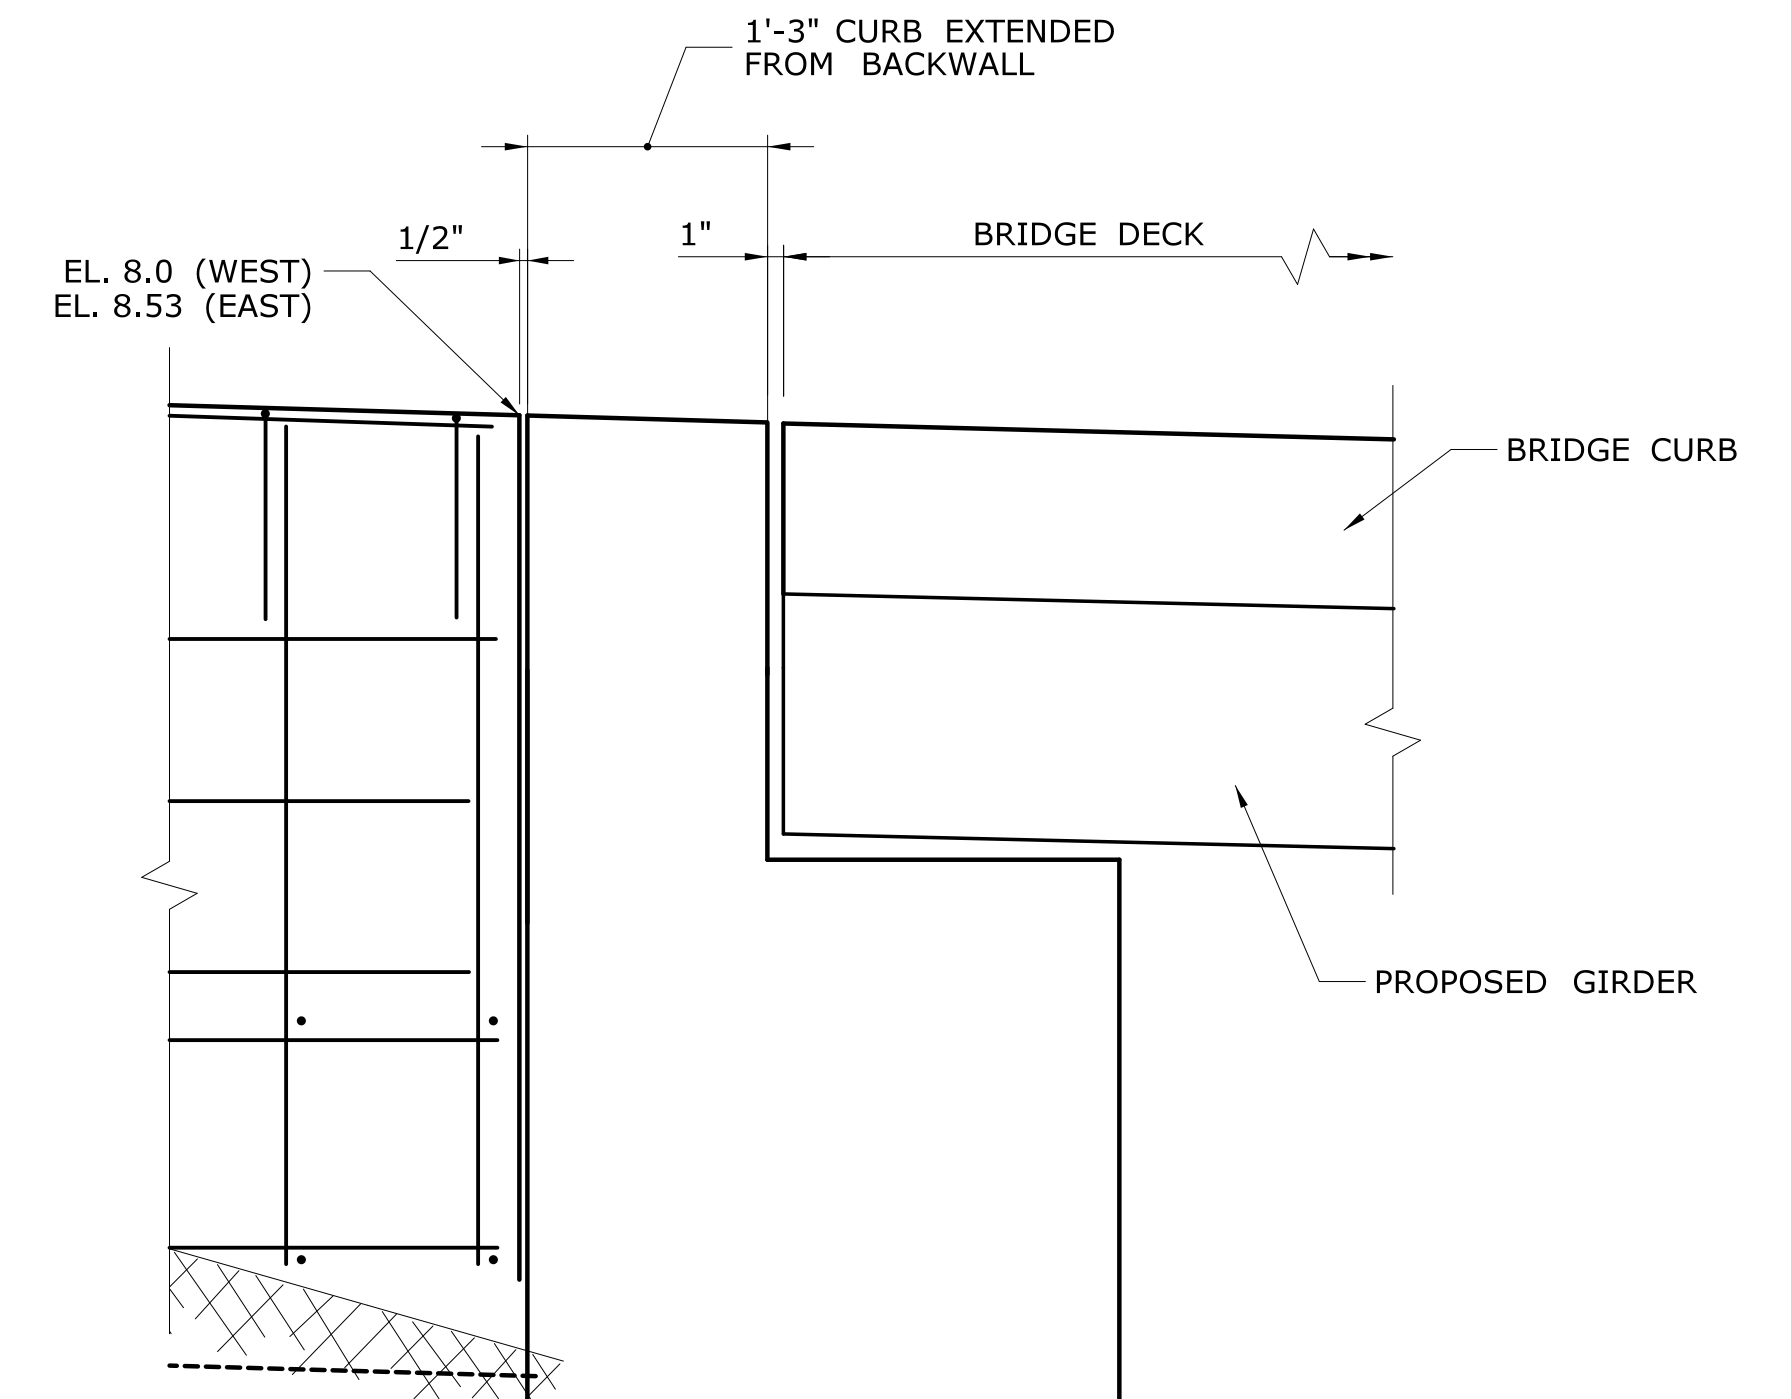 1'-3" CURB EXTENDED
FROM BACKWALL
1/2"
1"
BRIDGE DECK
EL. 8.0 (WEST)
EL. 8.53 (EAST)
BRIDGE CURB
PROPOSED GIRDER